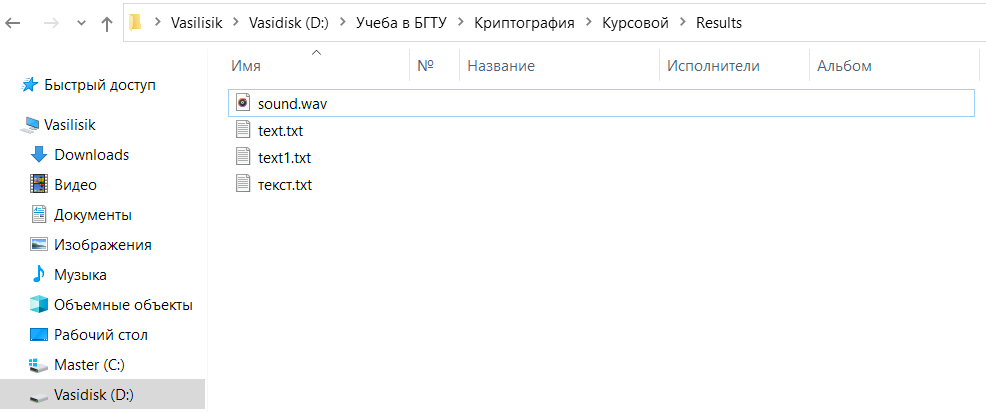 Vasilisik Vasidisk (D:) Учеба в БГТУ Криптография Курсовой Results
Имя № Название Исполнители Альбом
Быстрый доступ
Vasilisik
Downloads
Видео
Документы
Изображения
Музыка
Объемные объекты
Рабочий стол
Master (C:)
Vasidisk (D:)
sound.wav
text.txt
text1.txt
текст.txt